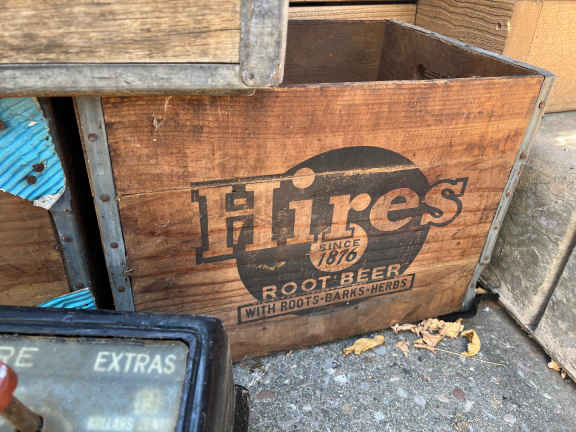 Hires
SINCE
1876
ROOT BEER
WITH ROOTS-BARKS-HERBS
RE EXTRAS